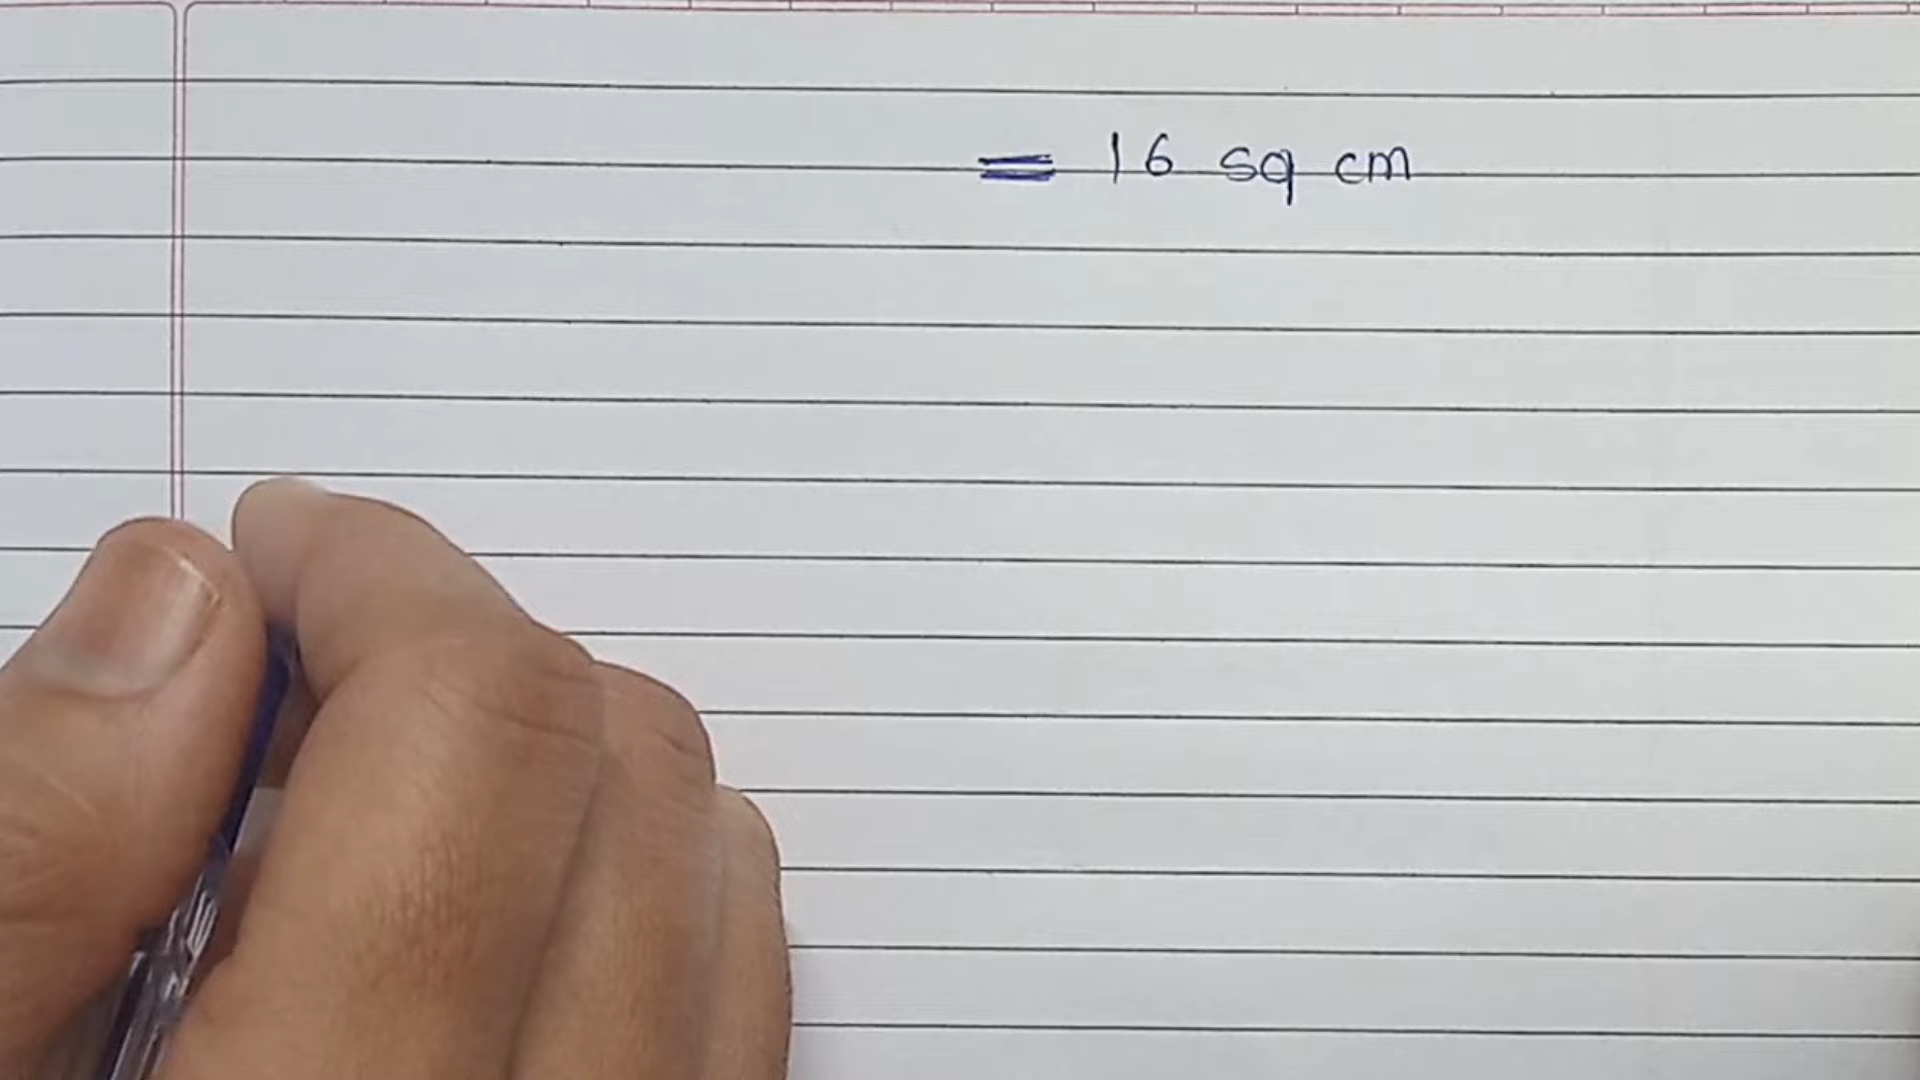 = 16 sq cm